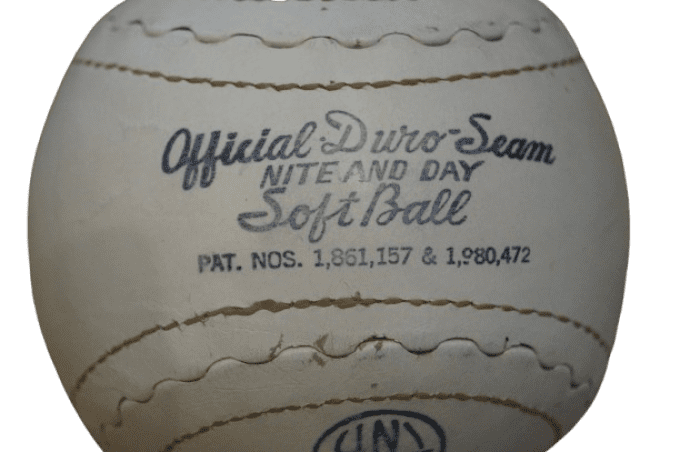 Official-Duro-Seam
NITE AND DAY
Soft Ball
PAT. NOS. 1,861,157 & 1,980,472